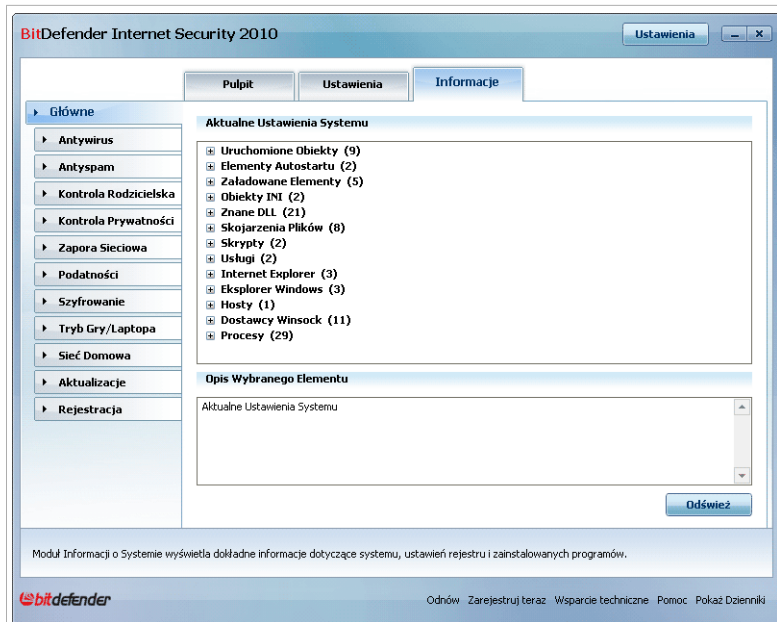 BitDefender Internet Security 2010
Ustawienia
Pulpit
Ustawienia
Informacje
Główne
Antywirus
Antyspam
Kontrola Rodzicielska
Kontrola Prywatności
Zapora Sieciowa
Podatności
Szyfrowanie
Tryb Gry/Laptopa
Sieć Domowa
Aktualizacje
Rejestracja
Aktualne Ustawienia Systemu
Uruchomione Obiekty (9)
Elementy Autostartu (2)
Załadowane Elementy (5)
Obiekty INI (2)
Znane DLL (21)
Skojarzenia Plików (8)
Skrypty (2)
Usługi (2)
Internet Explorer (3)
Eksplorer Windows (3)
Hosty (1)
Dostawcy Winsock (11)
Procesy (29)
Opis Wybranego Elementu
Aktualne Ustawienia Systemu
Odśwież
Moduł Informacji o Systemie wyświetla dokładne informacje dotyczące systemu, ustawień rejestru i zainstalowanych programów.
bitdefender
Odnów Zarejestruj teraz Wsparcie techniczne Pomoc Pokaż Dzienniki